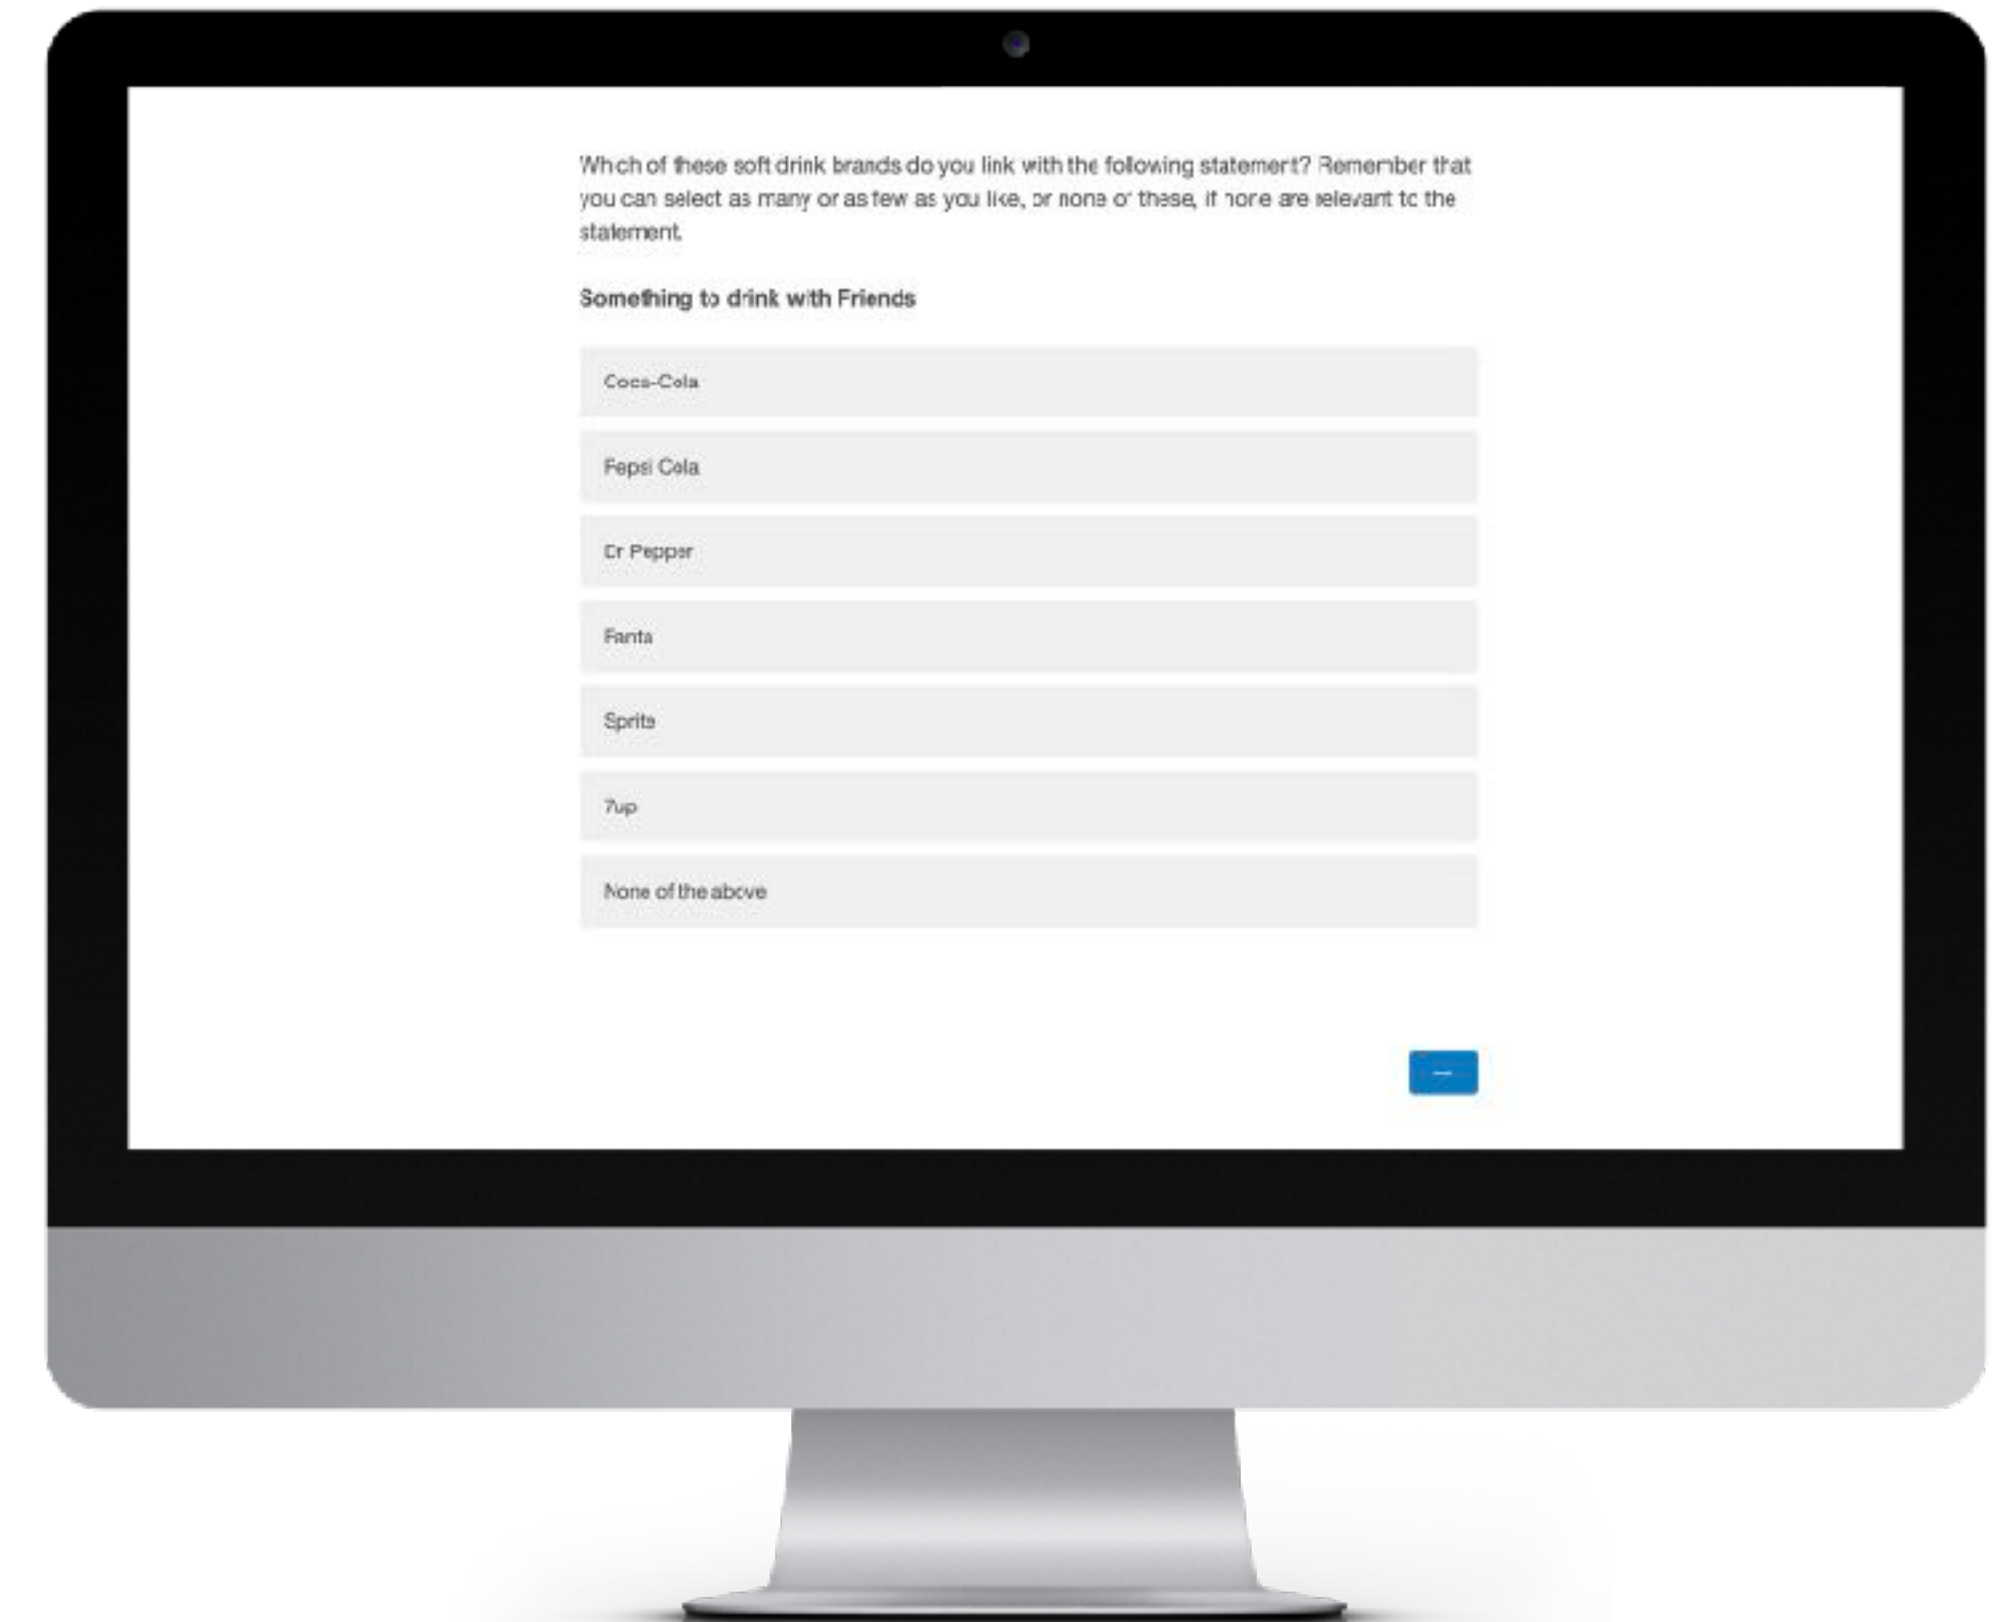 Which of these soft drink brands do you link with the following statement? Remember that
you can select as many or as few as you like, or none of these, if none are relevant to the
statement.
Something to drink with Friends
Coca-Cola
Pepsi Cola
Dr Pepper
Fanta
Sprite
7up
None of the above